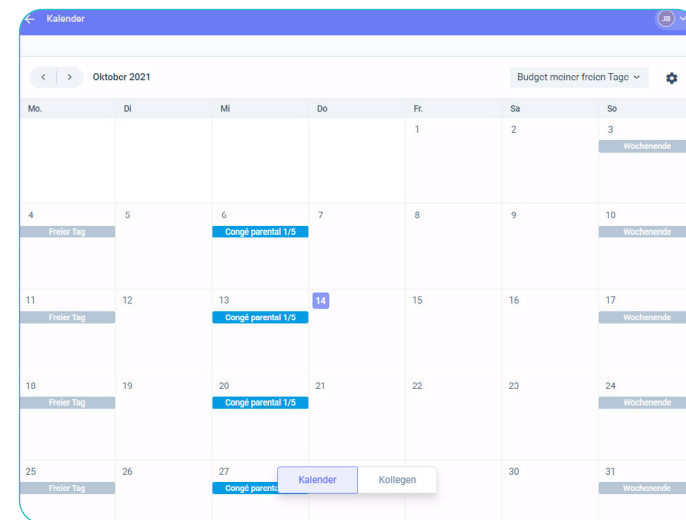 ← Kalender JB
< > Oktober 2021 Budget meiner freien Tage
Mo. Di Mi Do Fr. Sa So
1 2 3
Wochenende
4 5 6 7 8 9 10
Freier Tag Congé parental 1/5 Wochenende
11 12 13 14 15 16 17
Freier Tag Congé parental 1/5 Wochenende
18 19 20 21 22 23 24
Freier Tag Congé parental 1/5 Wochenende
25 26 27 30 31
Kalender Kollegen
Freier Tag Congé Wochenende